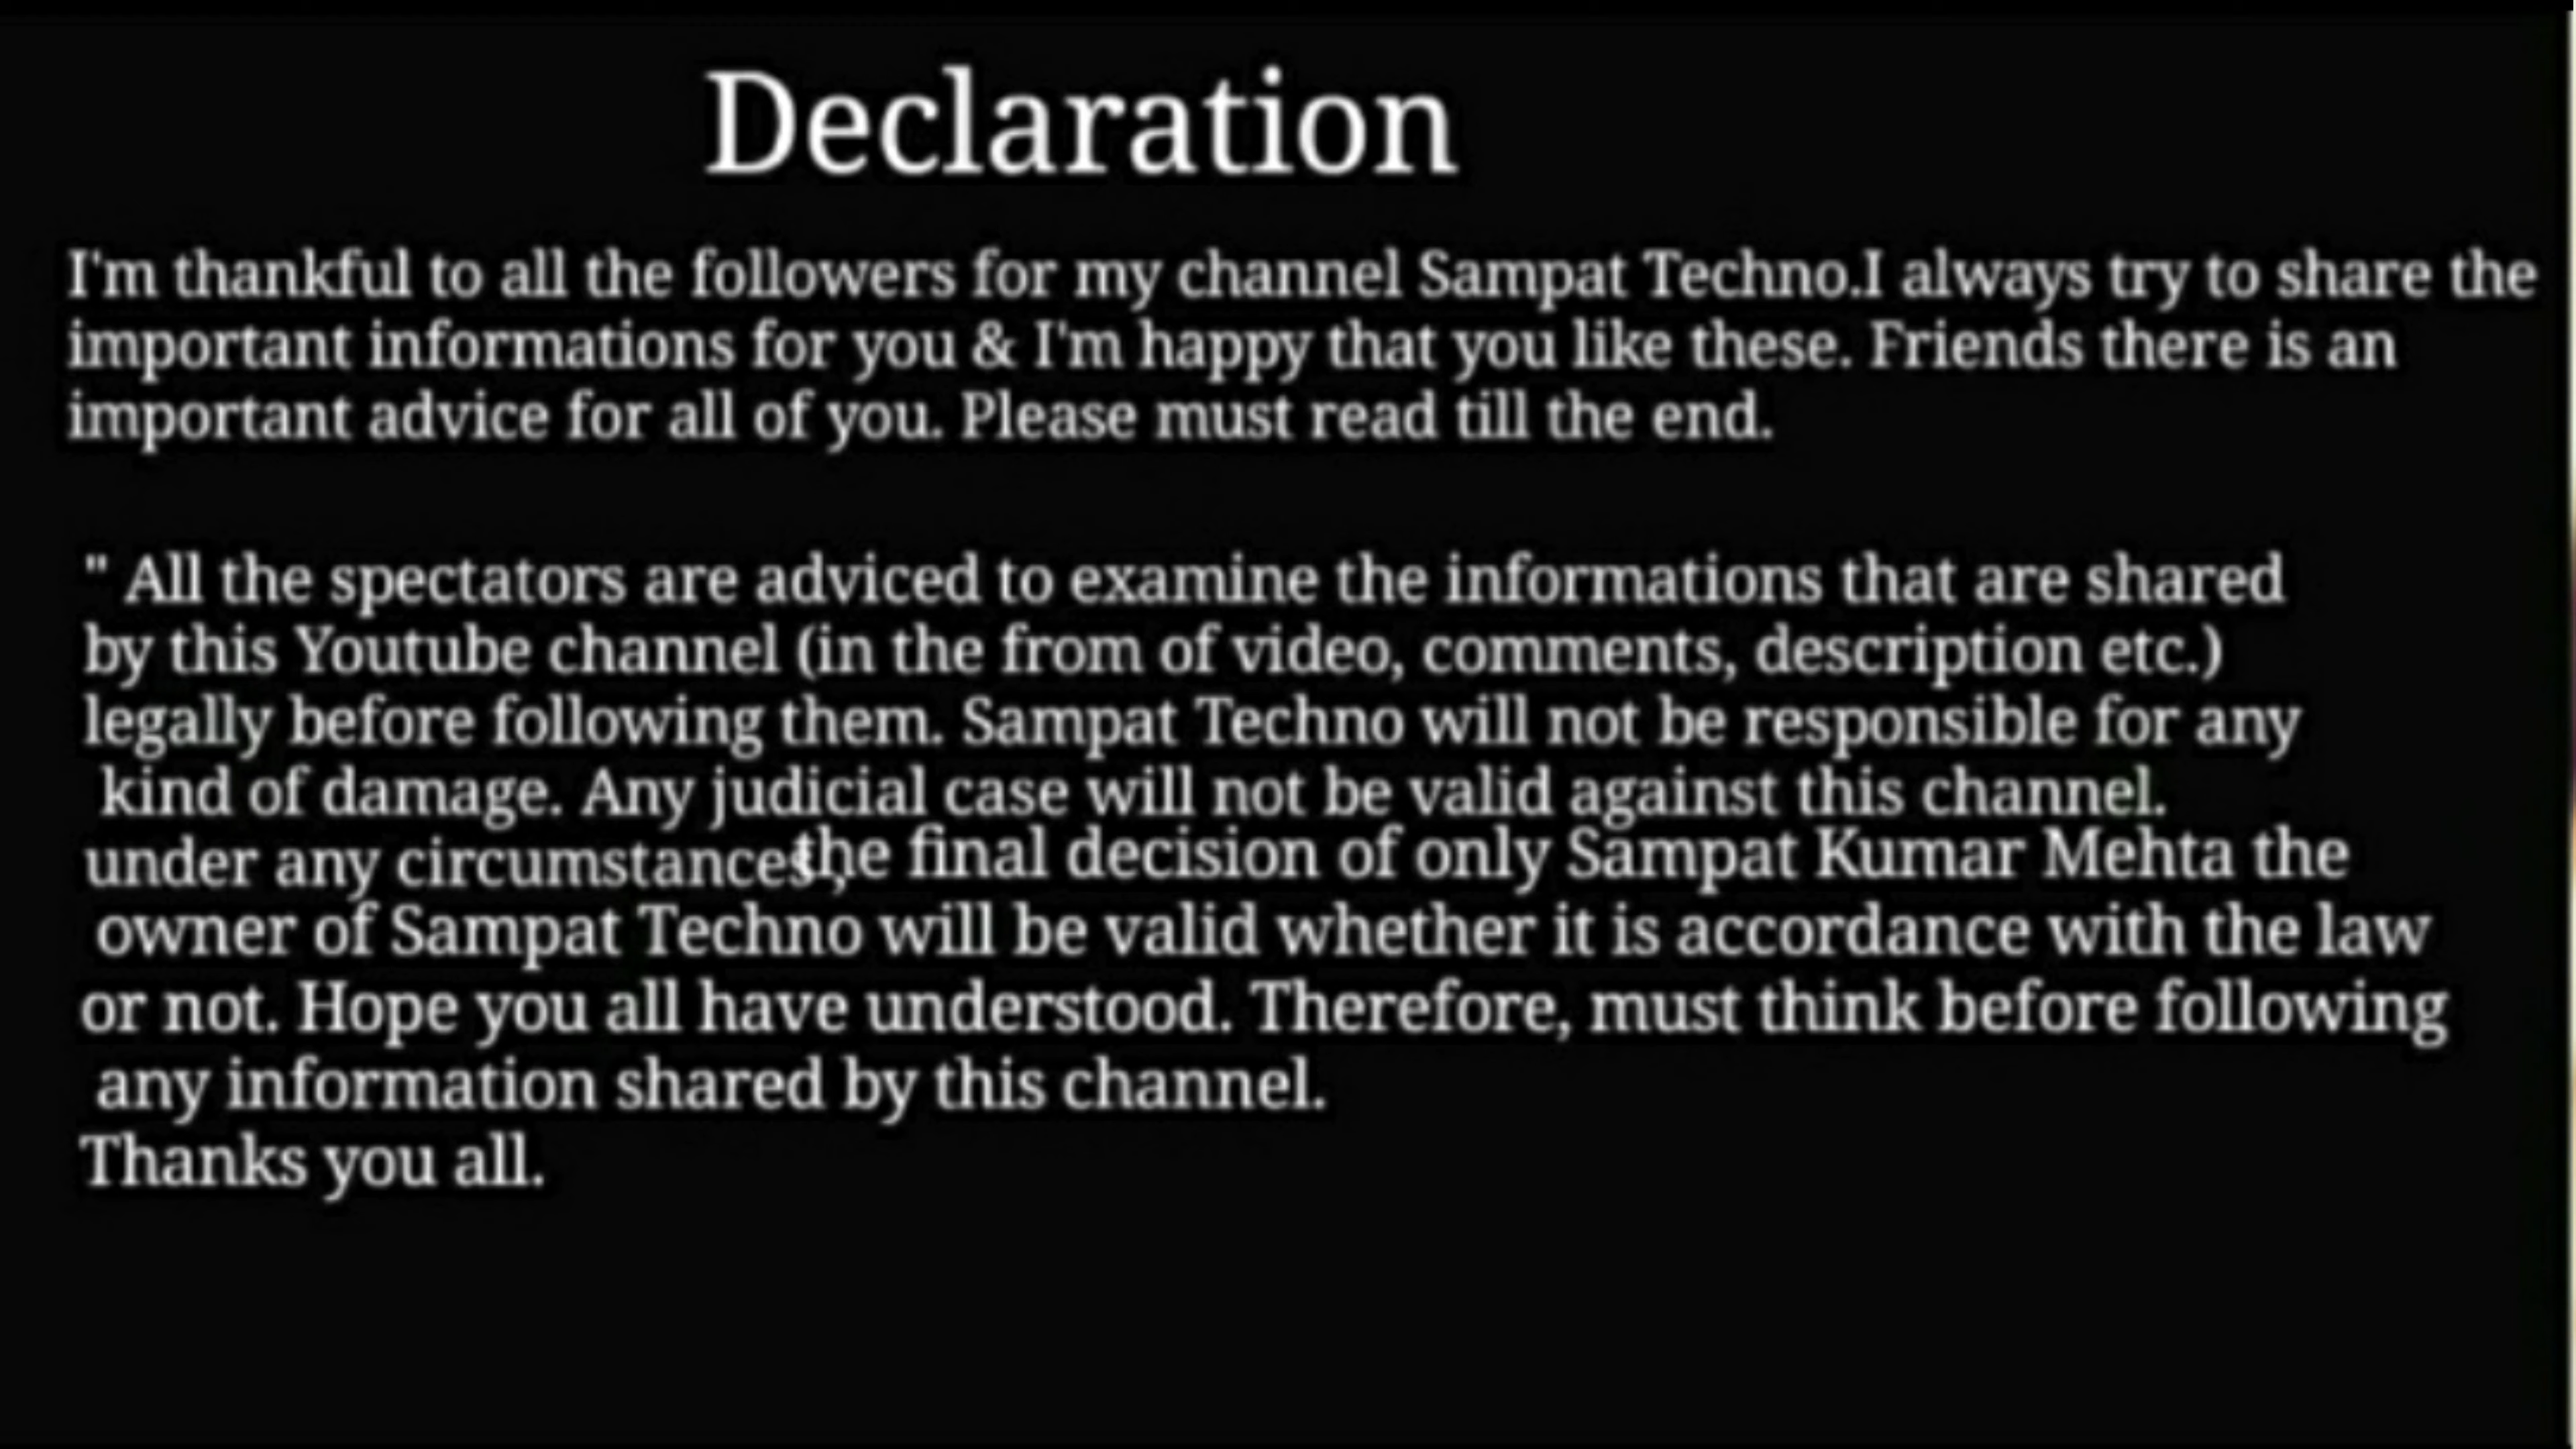 Declaration
I'm thankful to all the followers for my channel Sampat Techno.I always try to share the
important informations for you & I'm happy that you like these. Friends there is an
important advice for all of you. Please must read till the end.
" All the spectators are adviced to examine the informations that are shared
by this Youtube channel (in the from of video, comments, description etc.)
legally before following them. Sampat Techno will not be responsible for any
kind of damage. Any judicial case will not be valid against this channel.
under any circumstances, the final decision of only Sampat Kumar Mehta the
owner of Sampat Techno will be valid whether it is accordance with the law
or not. Hope you all have understood. Therefore, must think before following
any information shared by this channel.
Thanks you all.